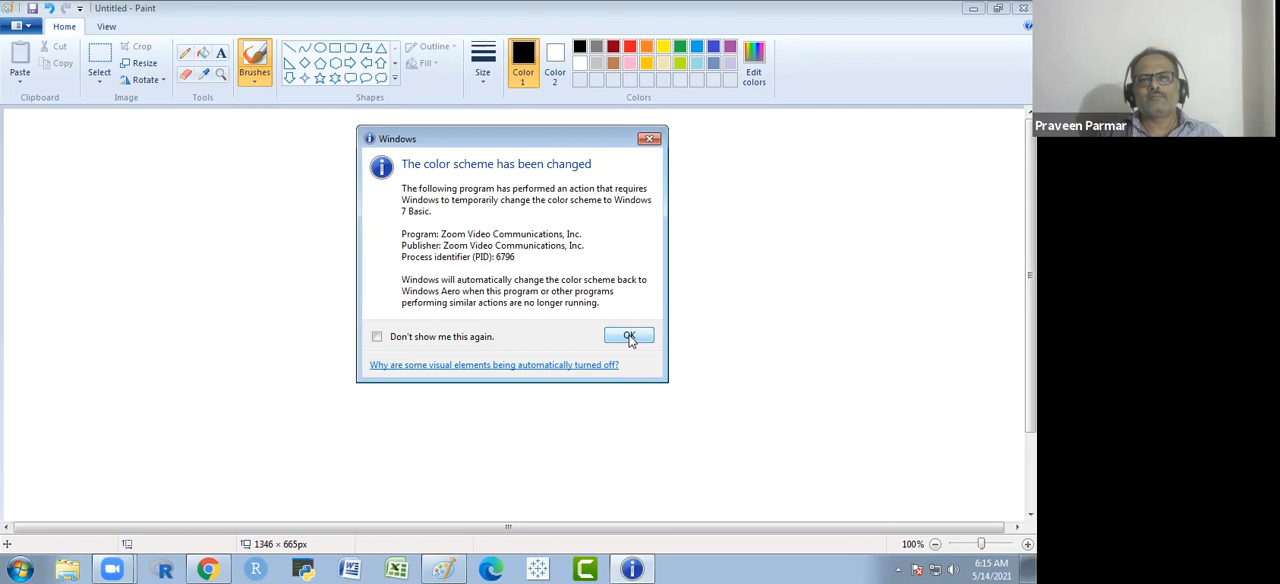 Untitled - Paint
Home View
Paste
Cut
Copy
Clipboard
Select
Crop
Resize
Rotate
Image
A
Tools
Brushes
Outline
Fill
Shapes
Size
Color
1
Color
2
Edit
colors
Colors
Praveen Parmar
Windows
The color scheme has been changed
The following program has performed an action that requires
Windows to temporarily change the color scheme to Windows
7 Basic.
Program: Zoom Video Communications, Inc.
Publisher: Zoom Video Communications, Inc.
Process identifier (PID): 6796
Windows will automatically change the color scheme back to
Windows Aero when this program or other programs
performing similar actions are no longer running.
Don't show me this again.
OK
Why are some visual elements being automatically turned off?
1346 × 665px
100%
6:15 AM
5/14/2021